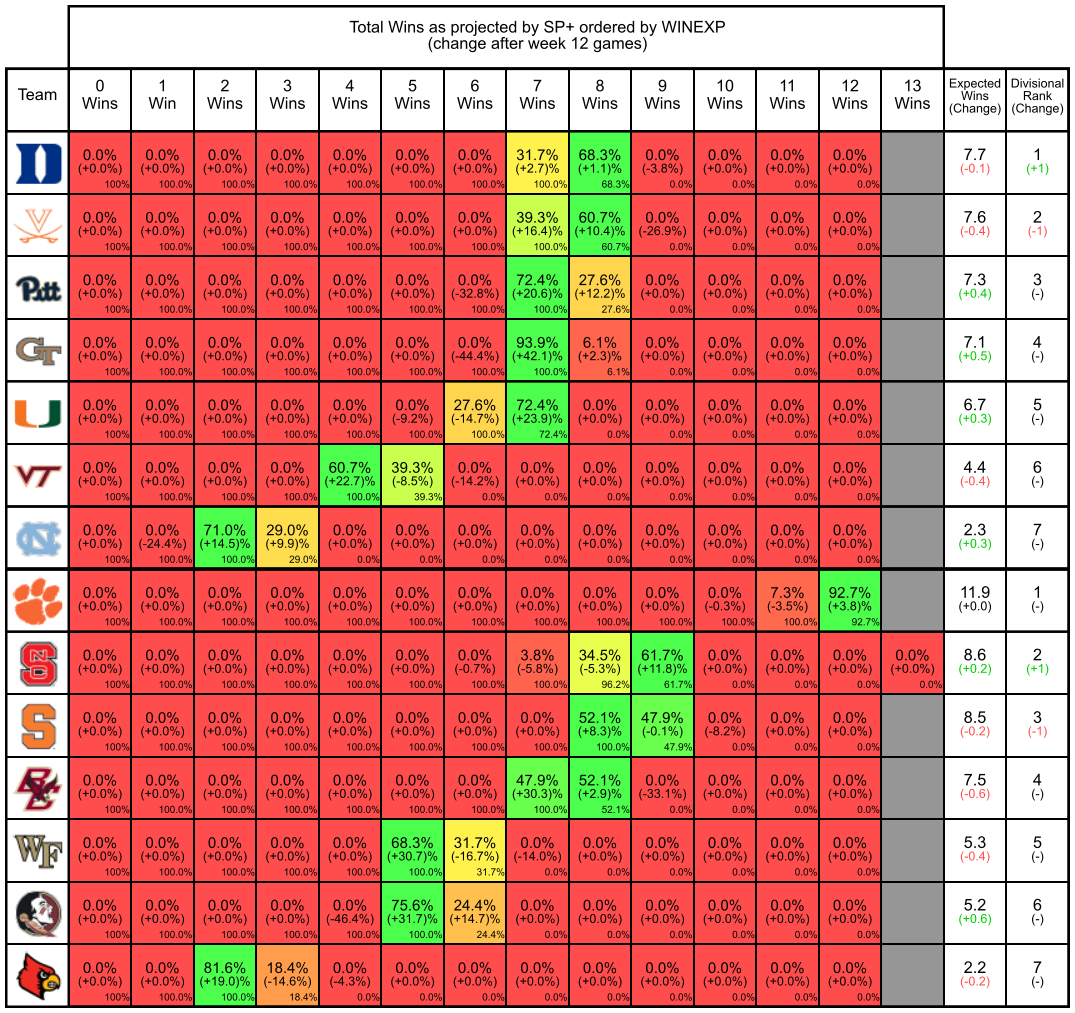 Total Wins as projected by SP+ ordered by WINEXP
(change after week 12 games)
Team 0 Wins 1 Win 2 Wins 3 Wins 4 Wins 5 Wins 6 Wins 7 Wins 8 Wins 9 Wins 10 Wins 11 Wins 12 Wins 13 Wins Expected Wins (Change) Divisional Rank (Change)
D 0.0% 0.0% 0.0% 0.0% 0.0% 0.0% 0.0% 31.7% 68.3% 0.0% 0.0% 0.0% 0.0% 7.7 1
(+0.0%) (+0.0%) (+0.0%) (+0.0%) (+0.0%) (+0.0%) (+0.0%) (+2.7)% (+1.1)% (-3.8%) (+0.0%) (+0.0%) (+0.0%) (-0.1) (+1)
100% 100.0% 100.0% 100.0% 100.0% 100.0% 100.0% 100.0% 68.3% 0.0% 0.0% 0.0% 0.0%
V 0.0% 0.0% 0.0% 0.0% 0.0% 0.0% 0.0% 39.3% 60.7% 0.0% 0.0% 0.0% 0.0% 7.6 2
(+0.0%) (+0.0%) (+0.0%) (+0.0%) (+0.0%) (+0.0%) (+0.0%) (+16.4)% (+10.4)% (-26.9%) (+0.0%) (+0.0%) (+0.0%) (-0.4) (-1)
100% 100.0% 100.0% 100.0% 100.0% 100.0% 100.0% 100.0% 60.7% 0.0% 0.0% 0.0% 0.0%
Pitt 0.0% 0.0% 0.0% 0.0% 0.0% 0.0% 0.0% 72.4% 27.6% 0.0% 0.0% 0.0% 0.0% 7.3 3
(+0.0%) (+0.0%) (+0.0%) (+0.0%) (+0.0%) (+0.0%) (-32.8%) (+20.6)% (+12.2)% (+0.0%) (+0.0%) (+0.0%) (+0.0%) (+0.4) (-)
100% 100.0% 100.0% 100.0% 100.0% 100.0% 100.0% 100.0% 27.6% 0.0% 0.0% 0.0% 0.0%
GT 0.0% 0.0% 0.0% 0.0% 0.0% 0.0% 0.0% 93.9% 6.1% 0.0% 0.0% 0.0% 0.0% 7.1 4
(+0.0%) (+0.0%) (+0.0%) (+0.0%) (+0.0%) (+0.0%) (-44.4%) (+42.1)% (+2.3)% (+0.0%) (+0.0%) (+0.0%) (+0.0%) (+0.5) (-)
100% 100.0% 100.0% 100.0% 100.0% 100.0% 100.0% 100.0% 6.1% 0.0% 0.0% 0.0% 0.0%
U 0.0% 0.0% 0.0% 0.0% 0.0% 0.0% 27.6% 72.4% 0.0% 0.0% 0.0% 0.0% 0.0% 6.7 5
(+0.0%) (+0.0%) (+0.0%) (+0.0%) (+0.0%) (-9.2%) (-14.7%) (+23.9)% (+0.0%) (+0.0%) (+0.0%) (+0.0%) (+0.0%) (+0.3) (-)
100% 100.0% 100.0% 100.0% 100.0% 100.0% 100.0% 72.4% 0.0% 0.0% 0.0% 0.0% 0.0%
VT 0.0% 0.0% 0.0% 0.0% 60.7% 39.3% 0.0% 0.0% 0.0% 0.0% 0.0% 0.0% 0.0% 4.4 6
(+0.0%) (+0.0%) (+0.0%) (+0.0%) (+22.7)% (-8.5%) (-14.2%) (+0.0%) (+0.0%) (+0.0%) (+0.0%) (+0.0%) (+0.0%) (-0.4) (-)
100% 100.0% 100.0% 100.0% 100.0% 39.3% 0.0% 0.0% 0.0% 0.0% 0.0% 0.0% 0.0%
NC 0.0% 0.0% 71.0% 29.0% 0.0% 0.0% 0.0% 0.0% 0.0% 0.0% 0.0% 0.0% 0.0% 2.3 7
(+0.0%) (-24.4%) (+14.5)% (+9.9)% (+0.0%) (+0.0%) (+0.0%) (+0.0%) (+0.0%) (+0.0%) (+0.0%) (+0.0%) (+0.0%) (+0.3) (-)
100% 100.0% 100.0% 29.0% 0.0% 0.0% 0.0% 0.0% 0.0% 0.0% 0.0% 0.0% 0.0%
0.0% 0.0% 0.0% 0.0% 0.0% 0.0% 0.0% 0.0% 0.0% 0.0% 0.0% 7.3% 92.7% 11.9 1
(+0.0%) (+0.0%) (+0.0%) (+0.0%) (+0.0%) (+0.0%) (+0.0%) (+0.0%) (+0.0%) (+0.0%) (-0.3%) (-3.5%) (+3.8)% (+0.0) (-)
100% 100.0% 100.0% 100.0% 100.0% 100.0% 100.0% 100.0% 100.0% 100.0% 100.0% 100.0% 92.7%
NCS 0.0% 0.0% 0.0% 0.0% 0.0% 0.0% 0.0% 3.8% 34.5% 61.7% 0.0% 0.0% 0.0% 0.0% 8.6 2
(+0.0%) (+0.0%) (+0.0%) (+0.0%) (+0.0%) (+0.0%) (-0.7%) (-5.8%) (-5.3%) (+11.8)% (+0.0%) (+0.0%) (+0.0%) (+0.0%) (+0.2) (+1)
100% 100.0% 100.0% 100.0% 100.0% 100.0% 100.0% 100.0% 96.2% 61.7% 0.0% 0.0% 0.0% 0.0%
S 0.0% 0.0% 0.0% 0.0% 0.0% 0.0% 0.0% 0.0% 52.1% 47.9% 0.0% 0.0% 0.0% 8.5 3
(+0.0%) (+0.0%) (+0.0%) (+0.0%) (+0.0%) (+0.0%) (+0.0%) (+0.0%) (+8.3)% (-0.1%) (-8.2%) (+0.0%) (+0.0%) (-0.2) (-1)
100% 100.0% 100.0% 100.0% 100.0% 100.0% 100.0% 100.0% 100.0% 47.9% 0.0% 0.0% 0.0%
BC 0.0% 0.0% 0.0% 0.0% 0.0% 0.0% 0.0% 47.9% 52.1% 0.0% 0.0% 0.0% 0.0% 7.5 4
(+0.0%) (+0.0%) (+0.0%) (+0.0%) (+0.0%) (+0.0%) (+0.0%) (+30.3)% (+2.9)% (-33.1%) (+0.0%) (+0.0%) (+0.0%) (-0.6) (-)
100% 100.0% 100.0% 100.0% 100.0% 100.0% 100.0% 100.0% 52.1% 0.0% 0.0% 0.0% 0.0%
WF 0.0% 0.0% 0.0% 0.0% 0.0% 68.3% 31.7% 0.0% 0.0% 0.0% 0.0% 0.0% 0.0% 5.3 5
(+0.0%) (+0.0%) (+0.0%) (+0.0%) (+0.0%) (+30.7)% (-16.7%) (-14.0%) (+0.0%) (+0.0%) (+0.0%) (+0.0%) (+0.0%) (-0.4) (-)
100% 100.0% 100.0% 100.0% 100.0% 100.0% 31.7% 0.0% 0.0% 0.0% 0.0% 0.0% 0.0%
0.0% 0.0% 0.0% 0.0% 0.0% 75.6% 24.4% 0.0% 0.0% 0.0% 0.0% 0.0% 0.0% 5.2 6
(+0.0%) (+0.0%) (+0.0%) (+0.0%) (-46.4%) (+31.7)% (+14.7)% (+0.0%) (+0.0%) (+0.0%) (+0.0%) (+0.0%) (+0.0%) (+0.6) (-)
100% 100.0% 100.0% 100.0% 100.0% 100.0% 24.4% 0.0% 0.0% 0.0% 0.0% 0.0% 0.0%
0.0% 0.0% 81.6% 18.4% 0.0% 0.0% 0.0% 0.0% 0.0% 0.0% 0.0% 0.0% 0.0% 2.2 7
(+0.0%) (+0.0%) (+19.0)% (-14.6%) (-4.3%) (+0.0%) (+0.0%) (+0.0%) (+0.0%) (+0.0%) (+0.0%) (+0.0%) (+0.0%) (-0.2) (-)
100% 100.0% 100.0% 18.4% 0.0% 0.0% 0.0% 0.0% 0.0% 0.0% 0.0% 0.0% 0.0%